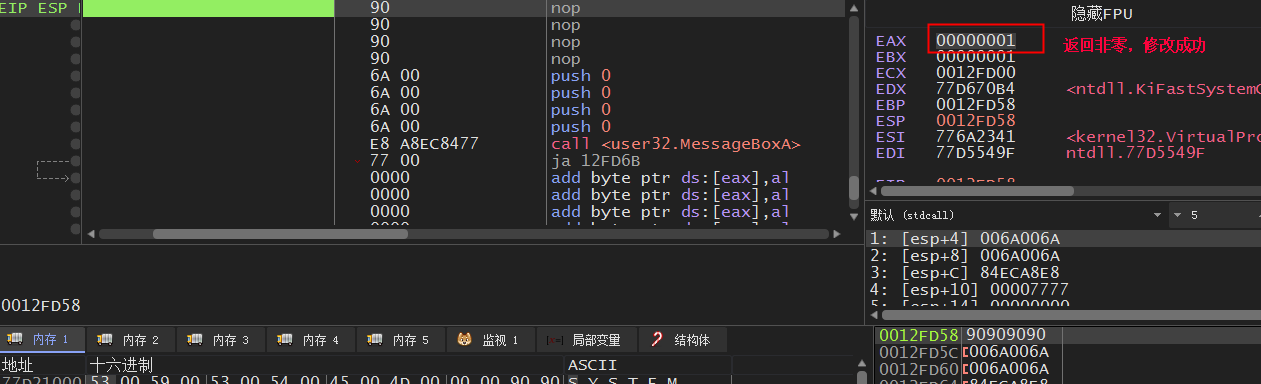 EIP ESP
90 nop
90 nop
90 nop
90 nop
6A 00 push 0
6A 00 push 0
6A 00 push 0
6A 00 push 0
E8 A8EC8477 call <user32.MessageBoxA>
77 00 ja 12FD6B
0000 add byte ptr ds:[eax],al
0000 add byte ptr ds:[eax],al
0000 add byte ptr ds:[eax],al
隐藏FPU
EAX 00000001 返回非零，修改成功
EBX 00000001
ECX 0012FD00
EDX 77D670B4 <ntdll.KiFastSystemC
EBP 0012FD58
ESP 0012FD58
ESI 776A2341 <kernel32.VirtualPro
EDI 77D5549F ntdll.77D5549F
EIP 0012FD58
默认 (stdcall) 5
1: [esp+4] 006A006A
2: [esp+8] 006A006A
3: [esp+C] 84ECA8E8
4: [esp+10] 00007777
5: [esp+14] 00000000
0012FD58
内存 1 内存 2 内存 3 内存 4 内存 5 监视 1 局部变量 结构体
地址 十六进制 ASCII
77D21000 53 00 59 00 53 00 54 00 45 00 4D 00 00 00 90 90 S.Y.S.T.E.M
0012FD58 90909090
0012FD5C 006A006A
0012FD60 006A006A
0012FD64 84ECA8E8